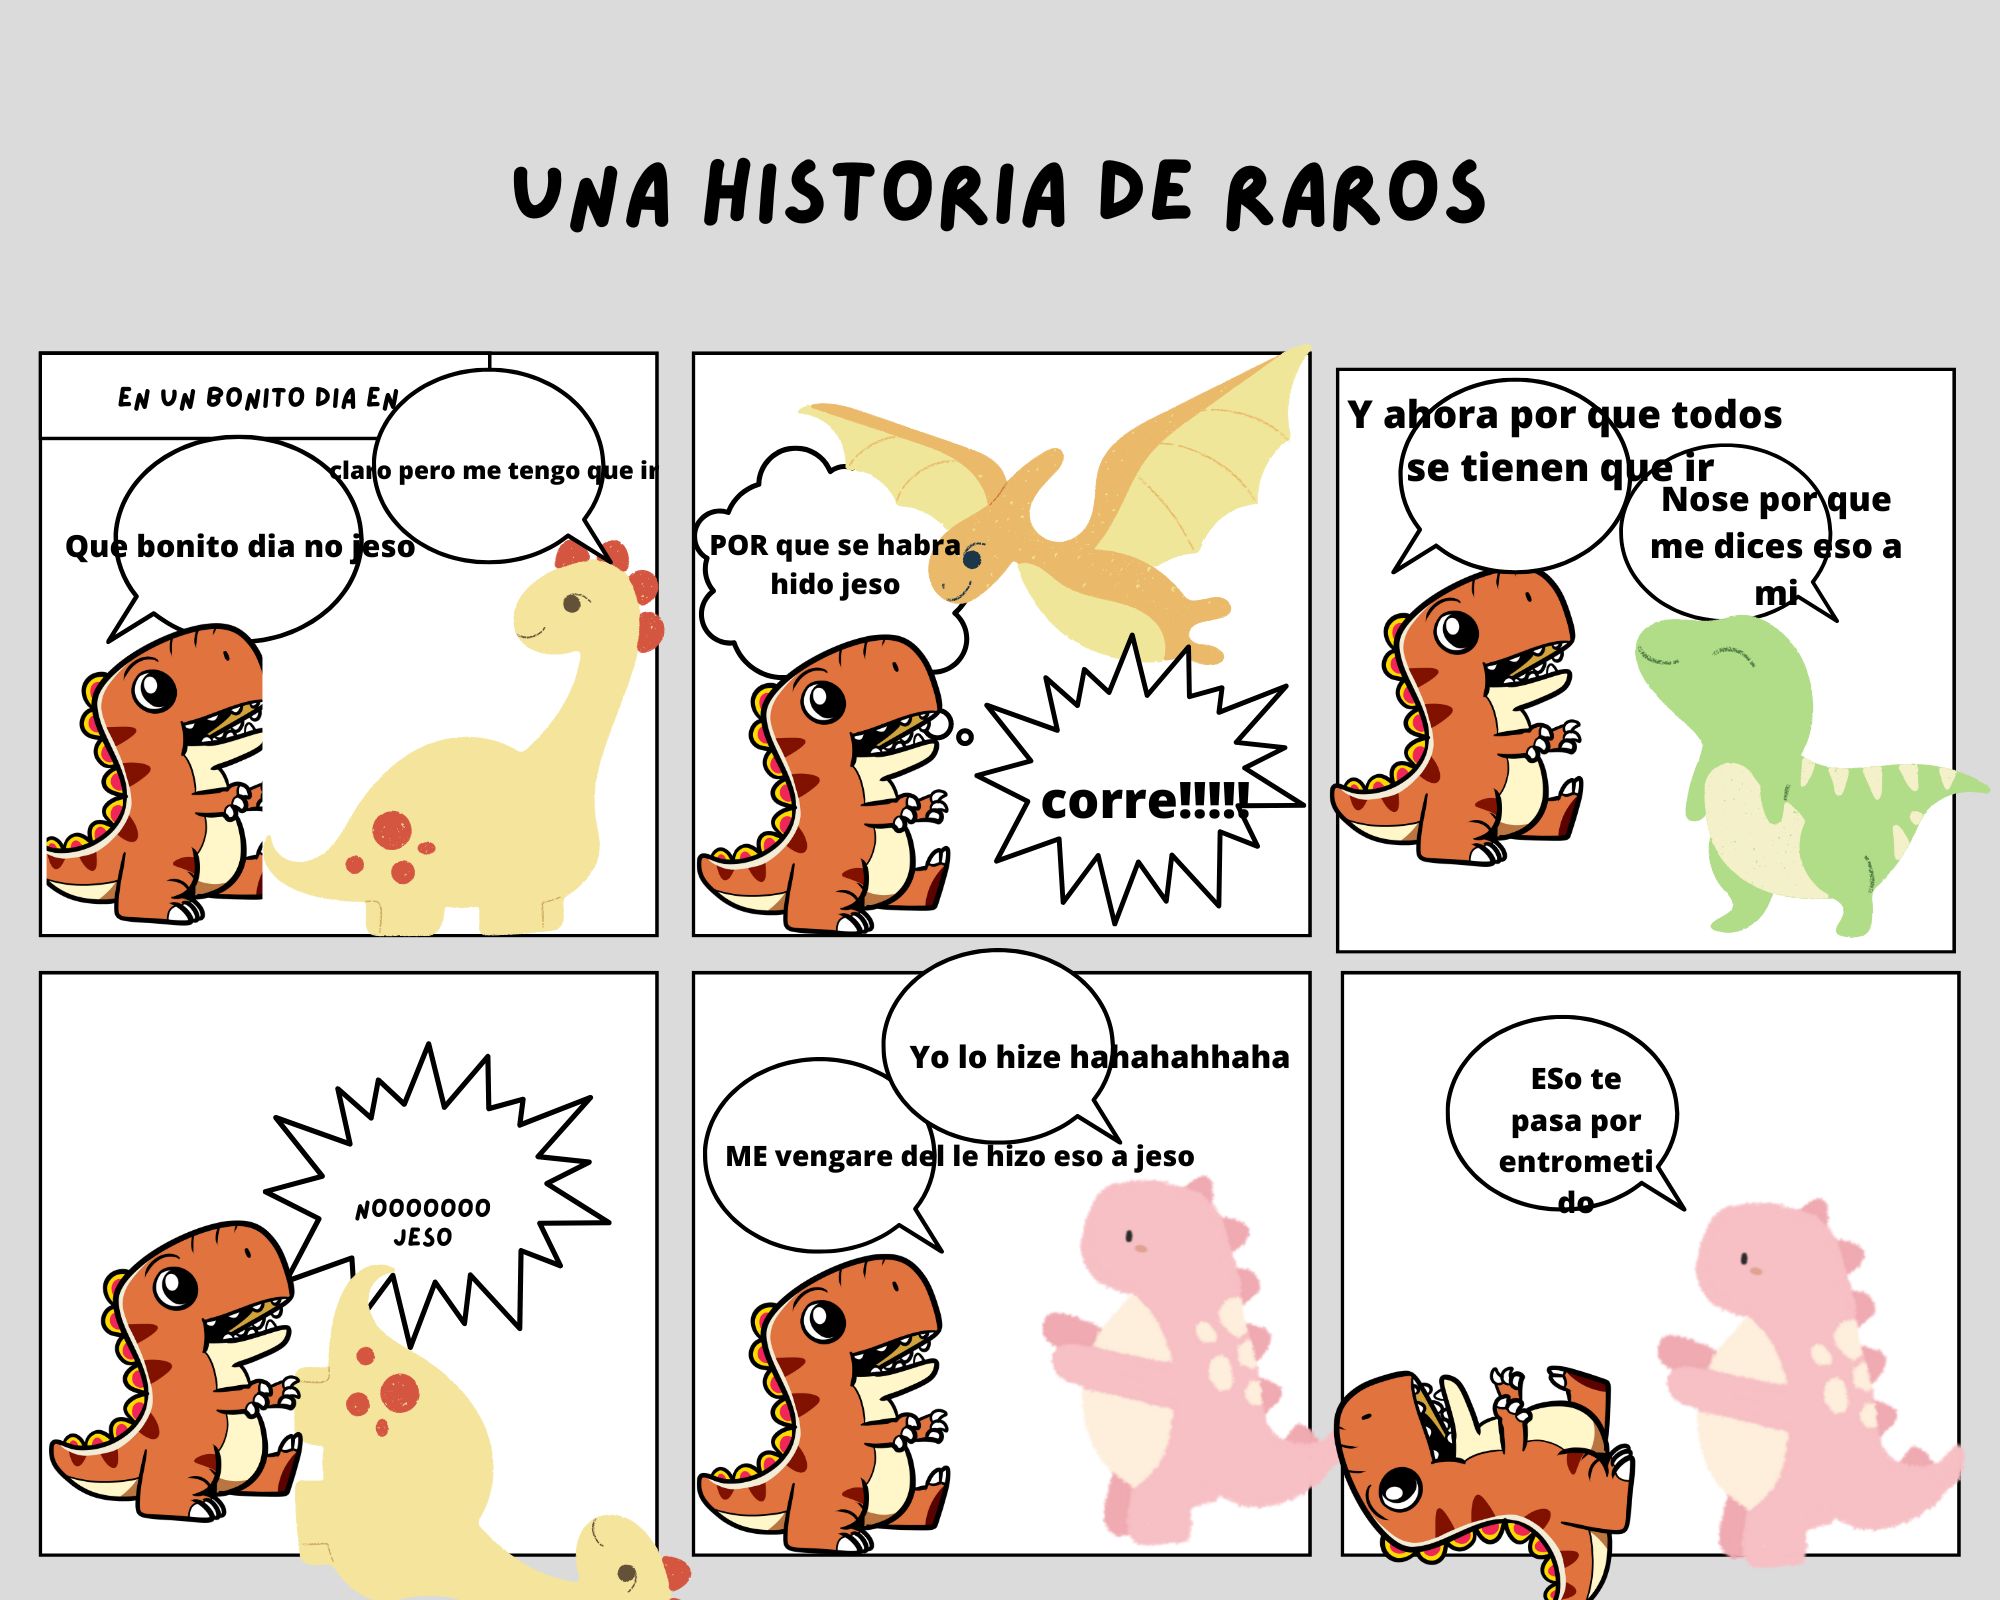 UNA HISTORIA DE RAROS
EN UN BONITO DIA EN
claro pero me tengo que ir
Que bonito dia no jeso
POR que se habra
hido jeso
corre!!!!!
Y ahora por que todos
se tienen que ir
Nose por que
me dices eso a
mi
NOOOOOOO
JESO
Yo lo hize hahahahhaha
ME vengare del le hizo eso a jeso
ESo te
pasa por
entrometi
do